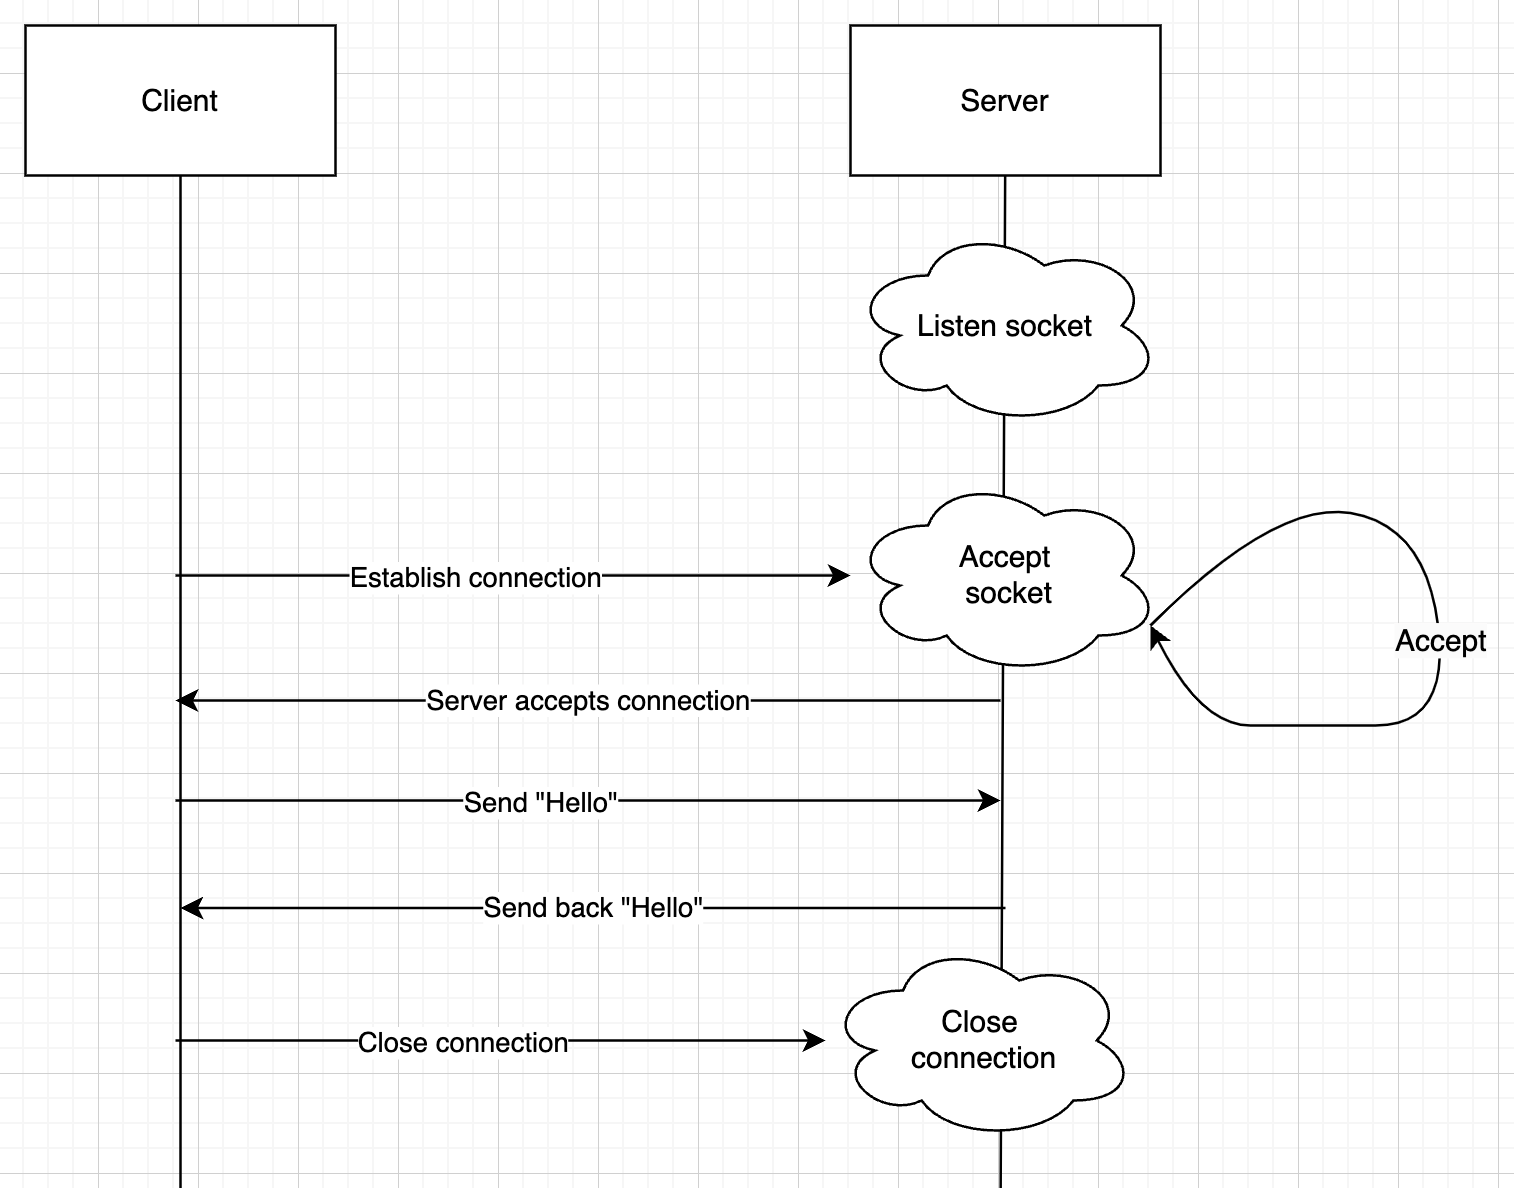 Client
Server
Listen socket
Accept
socket
Establish connection
Accept
Server accepts connection
Send "Hello"
Send back "Hello"
Close
connection
Close connection